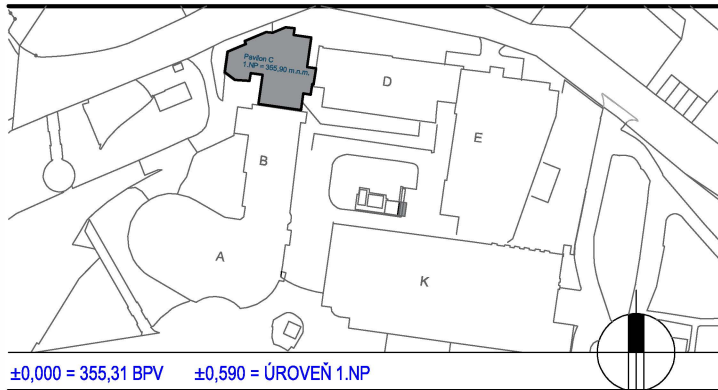 Pavilon C
1.NP = 355,90 m.n.m.
D
E
B
A
K
±0,000 = 355,31 BPV ±0,590 = ÚROVEŇ 1.NP